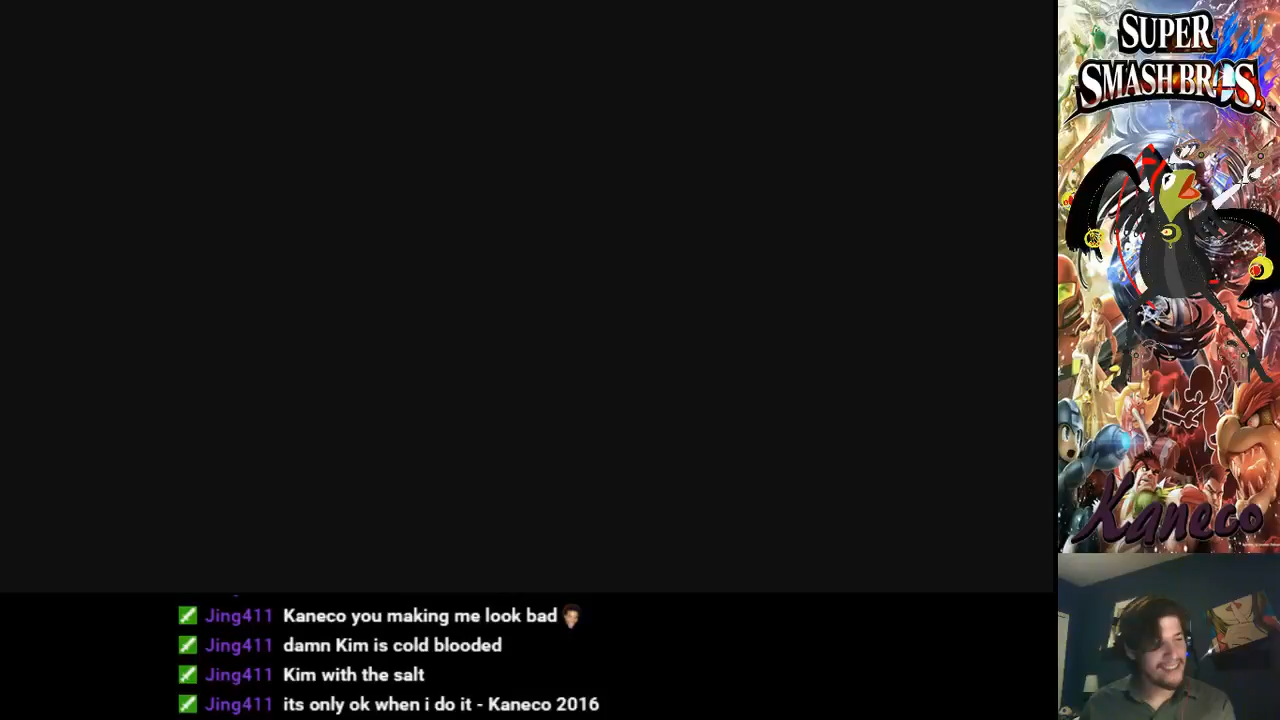 SUPER
SMASH BROS.
Kaneco
Jing411 Kaneco you making me look bad
Jing411 damn Kim is cold blooded
Jing411 Kim with the salt
Jing411 its only ok when i do it - Kaneco 2016